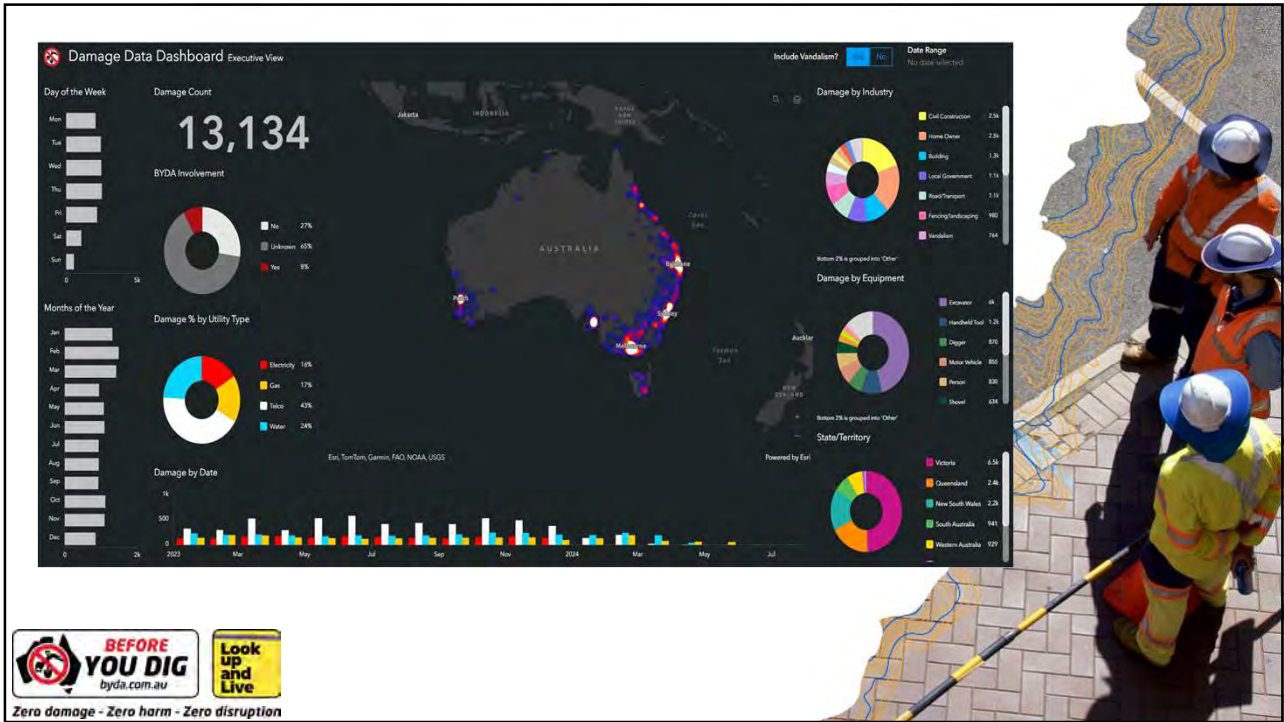 Damage Data Dashboard Executive View
Include Vandalism?
No
Date Range
No date selected
Day of the Week
Mon
Tue
Wed
Thu
Fri
Sat
Sun
0
5k
Months of the Year
Jan
Feb
Mar
Apr
May
Jun
Jul
Aug
Sep
Oct
Nov
Dec
0
2k
Damage Count
13,134
BYDA Involvement
No 27%
Unknown 65%
Yes 8%
Damage % by Utility Type
Electricity 16%
Gas 17%
Telco 43%
Water 24%
Damage by Date
1k
500
0
2023
Mar
May
Jul
Sep
Nov
2024
Mar
May
Jul
Jakarta
INDONESIA
PAPUA
NEW
GUINEA
Coral
Sea
AUSTRALIA
Brisbane
Perth
Sydney
Melbourne
Tasman
Sea
Aucklar
NEW
ZEALAND
Esri, TomTom, Garmin, FAO, NOAA, USGS
Powered by Esri
Damage by Industry
Civil Construction 2.5k
Home Owner 2.5k
Building 1.3k
Local Government 1.1k
Road/Transport 1.1k
Fencing/landscaping 980
Vandalism 764
Bottom 2% is grouped into 'Other'
Damage by Equipment
Excavator 6k
Handheld Tool 1.2k
Digger 870
Motor Vehicle 855
Person 830
Shovel 634
Bottom 2% is grouped into 'Other'
State/Territory
Victoria 6.5k
Queensland 2.4k
New South Wales 2.2k
South Australia 941
Western Australia 929
BEFORE
YOU DIG
byda.com.au
Look
up
and
Live
Zero damage - Zero harm - Zero disruption